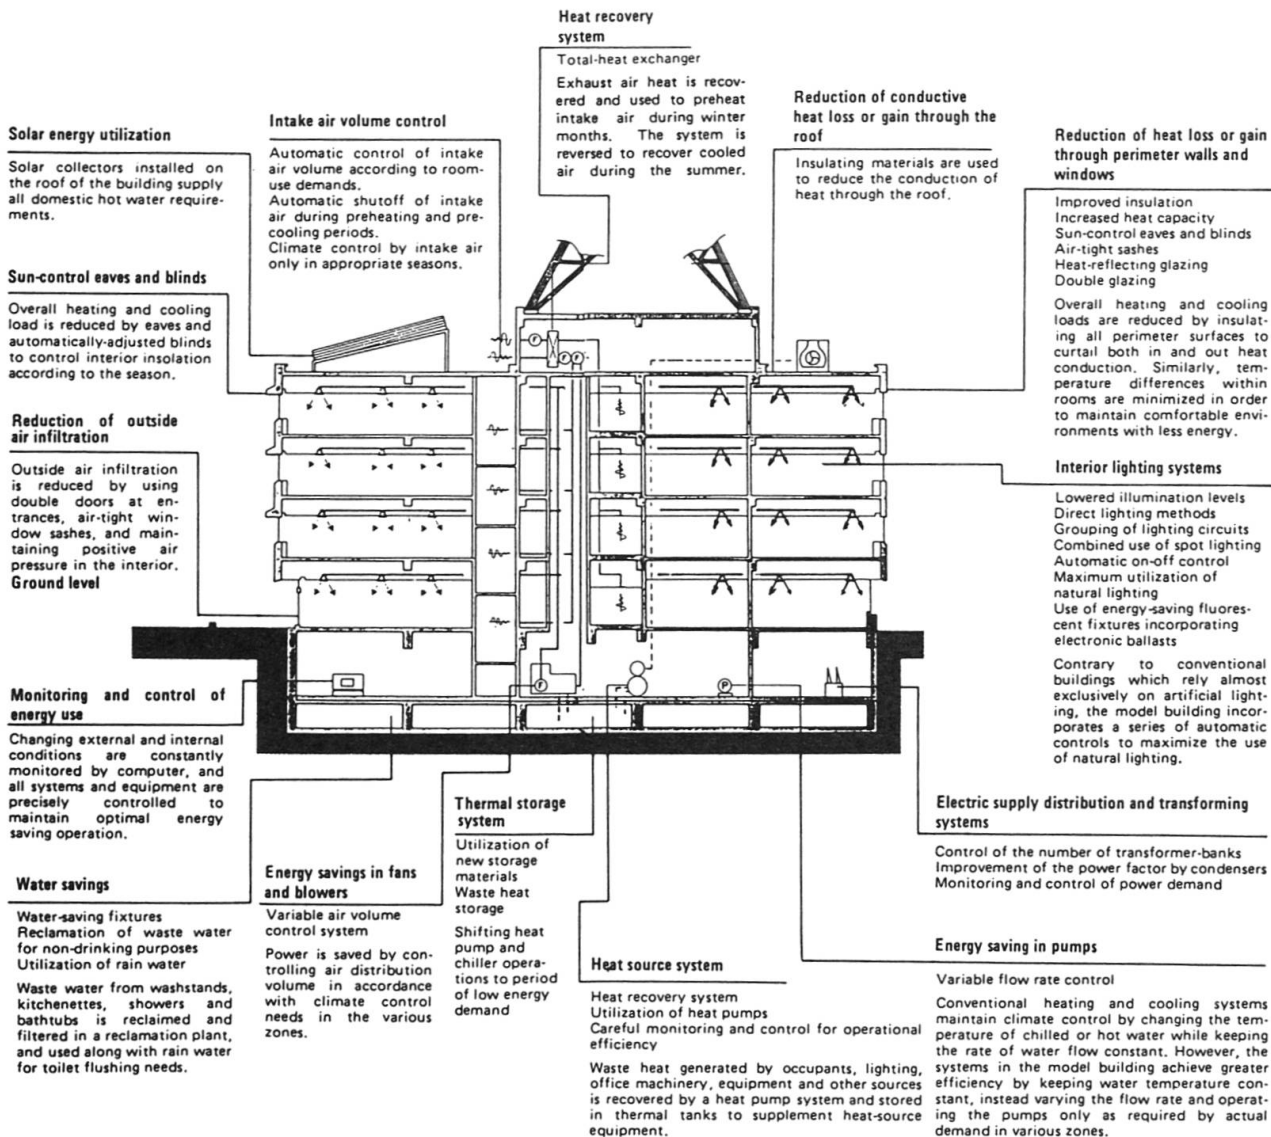 Heat recovery
system
Total-heat exchanger
Exhaust air heat is recov-
ered and used to preheat
intake air during winter
months. The system is
reversed to recover cooled
air during the summer.
Reduction of conductive
heat loss or gain through the
roof
Insulating materials are used
to reduce the conduction of
heat through the roof.
Intake air volume control
Automatic control of intake
air volume according to room-
use demands.
Automatic shutoff of intake
air during preheating and pre-
cooling periods.
Climate control by intake air
only in appropriate seasons.
Solar energy utilization
Solar collectors installed on
the roof of the building supply
all domestic hot water require-
ments.
Sun-control eaves and blinds
Overall heating and cooling
load is reduced by eaves and
automatically-adjusted blinds
to control interior insolation
according to the season.
Reduction of outside
air infiltration
Outside air infiltration
is reduced by using
double doors at en-
trances, air-tight win-
dow sashes, and main-
taining positive air
pressure in the interior.
Ground level
Monitoring and control of
energy use
Changing external and internal
conditions are constantly
monitored by computer, and
all systems and equipment are
precisely controlled to
maintain optimal energy
saving operation.
Water savings
Water-saving fixtures
Reclamation of waste water
for non-drinking purposes
Utilization of rain water
Waste water from washstands,
kitchenettes, showers and
bathtubs is reclaimed and
filtered in a reclamation plant,
and used along with rain water
for toilet flushing needs.
Energy savings in fans
and blowers
Variable air volume
control system
Power is saved by con-
trolling air distribution
volume in accordance
with climate control
needs in the various
zones.
Thermal storage
system
Utilization of
new storage
materials
Waste heat
storage
Shifting heat
pump and
chiller opera-
tions to period
of low energy
demand
Heat source system
Heat recovery system
Utilization of heat pumps
Careful monitoring and control for operational
efficiency
Waste heat generated by occupants, lighting,
office machinery, equipment and other sources
is recovered by a heat pump system and stored
in thermal tanks to supplement heat-source
equipment.
Reduction of heat loss or gain
through perimeter walls and
windows
Improved insulation
Increased heat capacity
Sun-control eaves and blinds
Air-tight sashes
Heat-reflecting glazing
Double glazing
Overall heating and cooling
loads are reduced by insulat-
ing all perimeter surfaces to
curtail both in and out heat
conduction. Similarly, tem-
perature differences within
rooms are minimized in order
to maintain comfortable envi-
ronments with less energy.
Interior lighting systems
Lowered illumination levels
Direct lighting methods
Grouping of lighting circuits
Combined use of spot lighting
Automatic on-off control
Maximum utilization of
natural lighting
Use of energy-saving fluores-
cent fixtures incorporating
electronic ballasts
Contrary to conventional
buildings which rely almost
exclusively on artificial light-
ing, the model building incor-
porates a series of automatic
controls to maximize the use
of natural lighting.
Electric supply distribution and transforming
systems
Control of the number of transformer-banks
Improvement of the power factor by condensers
Monitoring and control of power demand
Energy saving in pumps
Variable flow rate control
Conventional heating and cooling systems
maintain climate control by changing the tem-
perature of chilled or hot water while keeping
the rate of water flow constant. However, the
systems in the model building achieve greater
efficiency by keeping water temperature con-
stant, instead varying the flow rate and operat-
ing the pumps only as required by actual
demand in various zones.
F
F F
F
P